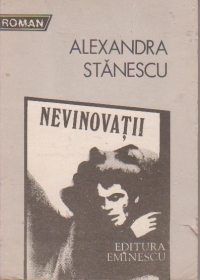 ROMAN
ALEXANDRA
STĂNESCU
NEVINOVAȚII
EDITURA
EMINESCU